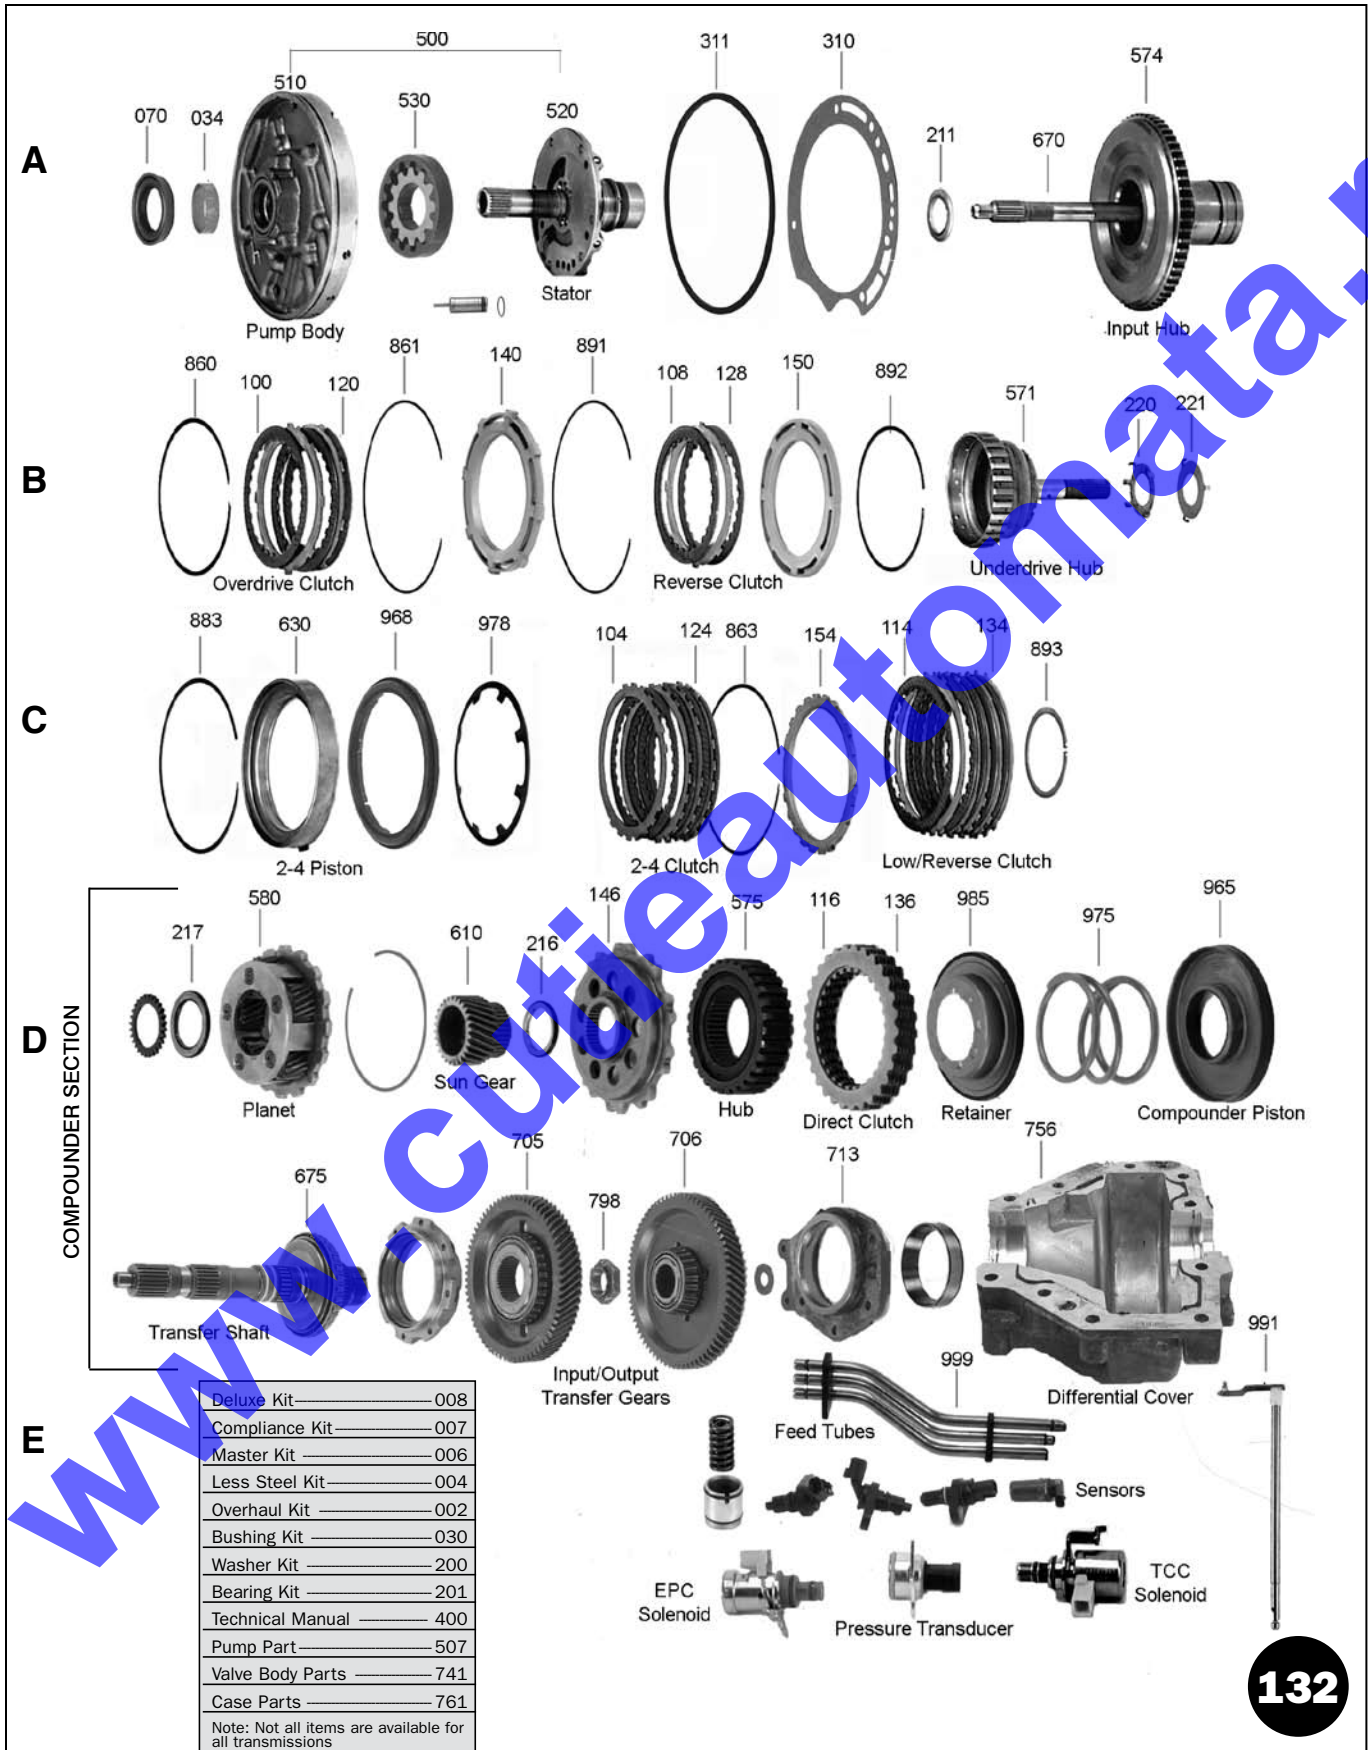 500
510
070
034
530
520
311
310
574
211
670
A
Stator
Pump Body
Input Hub
860
100
120
861
140
891
108
128
150
892
571
220
221
B
Overdrive Clutch
Reverse Clutch
Underdrive Hub
883
630
968
978
104
124
863
154
114
134
893
C
2-4 Piston
2-4 Clutch
Low/Reverse Clutch
COMPOUNDER SECTION
217
580
610
216
146
575
116
136
985
975
965
D
Planet
Sun Gear
Hub
Direct Clutch
Retainer
Compounder Piston
675
705
798
706
713
756
Transfer Shaft
Input/Output
Transfer Gears
Differential Cover
991
999
Feed Tubes
E
Deluxe Kit 008
Compliance Kit 007
Master Kit 006
Less Steel Kit 004
Overhaul Kit 002
Bushing Kit 030
Washer Kit 200
Bearing Kit 201
Technical Manual 400
Pump Part 507
Valve Body Parts 741
Case Parts 761
Note: Not all items are available for
all transmissions
Sensors
EPC
Solenoid
Pressure Transducer
TCC
Solenoid
132
www.cutieautomata.r